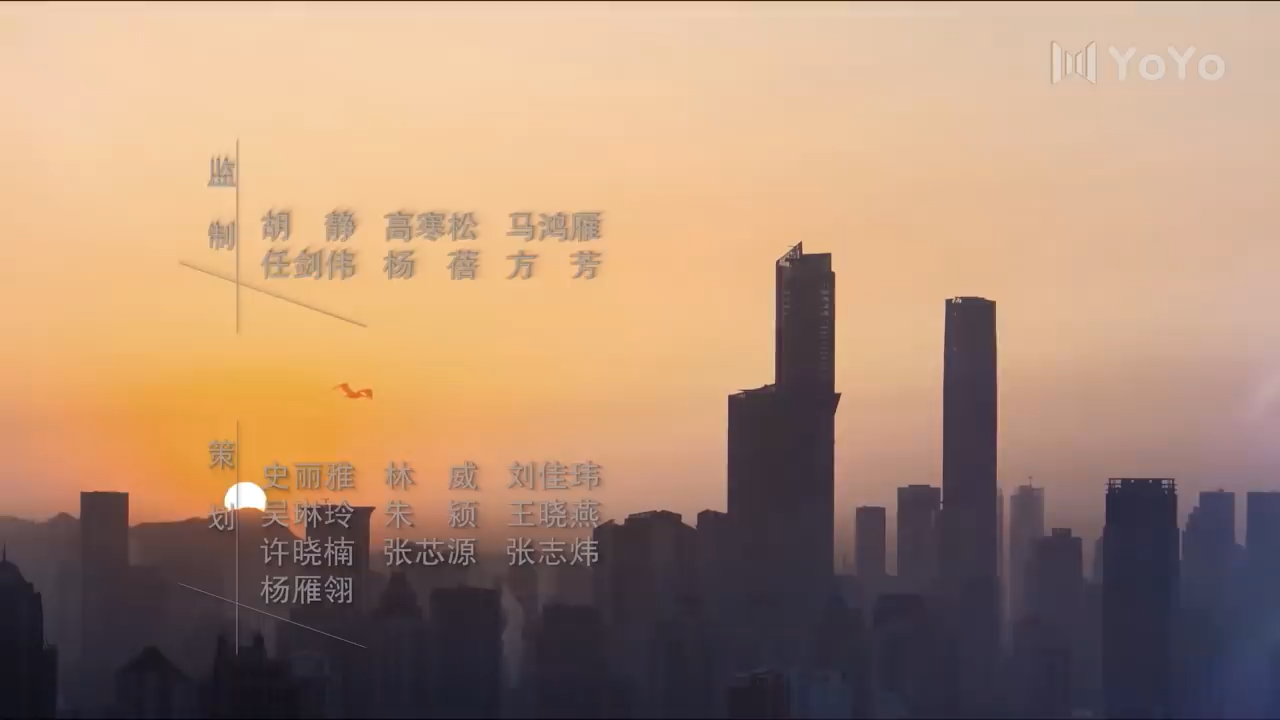 YoYo
监制
胡静 高寒松 马鸿雁
任剑伟 杨蓓 方芳
策划
史丽雅 林威 刘佳玮
吴琳玲 朱颍 王晓燕
许晓楠 张芯源 张志炜
杨雁翎